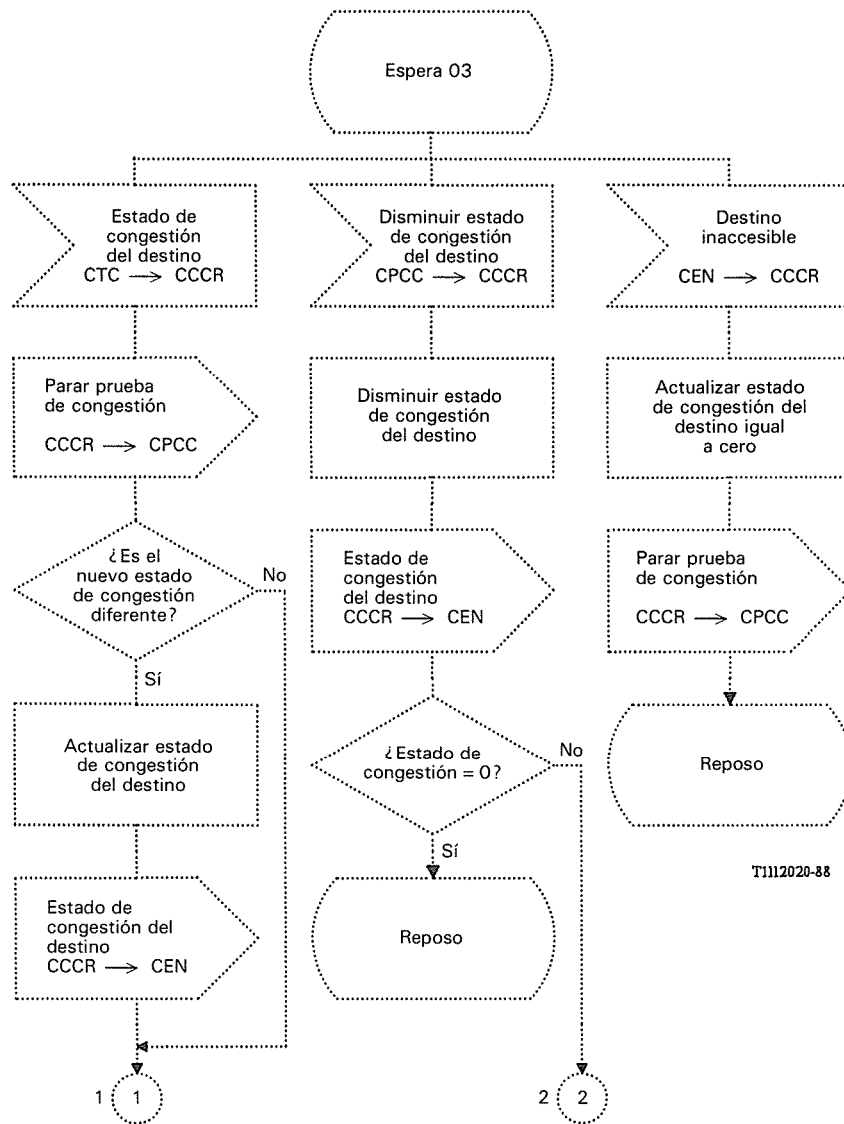 Espera 03
Estado de
congestión
del destino
CTC → CCCR
Disminuir estado
de congestión
del destino
CPCC → CCCR
Destino
inaccesible
CEN → CCCR
Parar prueba
de congestión
CCCR → CPCC
Disminuir estado
de congestión
del destino
Actualizar estado
de congestión del
destino igual
a cero
¿Es el
nuevo estado
de congestión
diferente?
No
Sí
Estado de
congestión
del destino
CCCR → CEN
Parar prueba
de congestión
CCCR → CPCC
Actualizar estado
de congestión
del destino
¿Estado de
congestión = 0?
No
Sí
Reposo
T1112020-88
Estado de
congestión del
destino
CCCR → CEN
Reposo
1 1
2 2